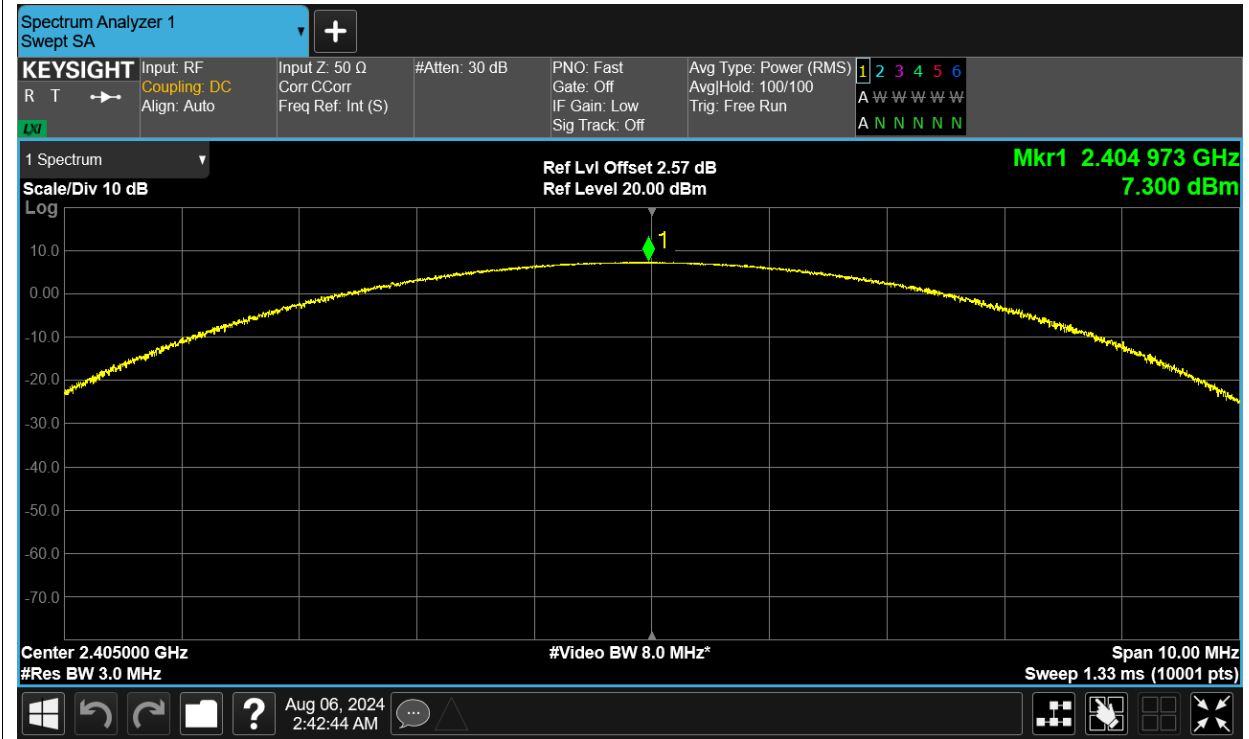 Spectrum Analyzer 1
Swept SA
KEYSIGHT
R T
LXI
Input: RF
Coupling: DC
Align: Auto
Input Z: 50 Ω
Corr CCorr
Freq Ref: Int (S)
#Atten: 30 dB
PNO: Fast
Gate: Off
IF Gain: Low
Sig Track: Off
Avg Type: Power (RMS)
Avg|Hold: 100/100
Trig: Free Run
1 2 3 4 5 6
A W W W W W
A N N N N N
1 Spectrum
Scale/Div 10 dB
Log
Ref Lvl Offset 2.57 dB
Ref Level 20.00 dBm
Mkr1 2.404 973 GHz
7.300 dBm
1
10.0
0.00
-10.0
-20.0
-30.0
-40.0
-50.0
-60.0
-70.0
Center 2.405000 GHz
#Res BW 3.0 MHz
#Video BW 8.0 MHz*
Span 10.00 MHz
Sweep 1.33 ms (10001 pts)
?
Aug 06, 2024
2:42:44 AM